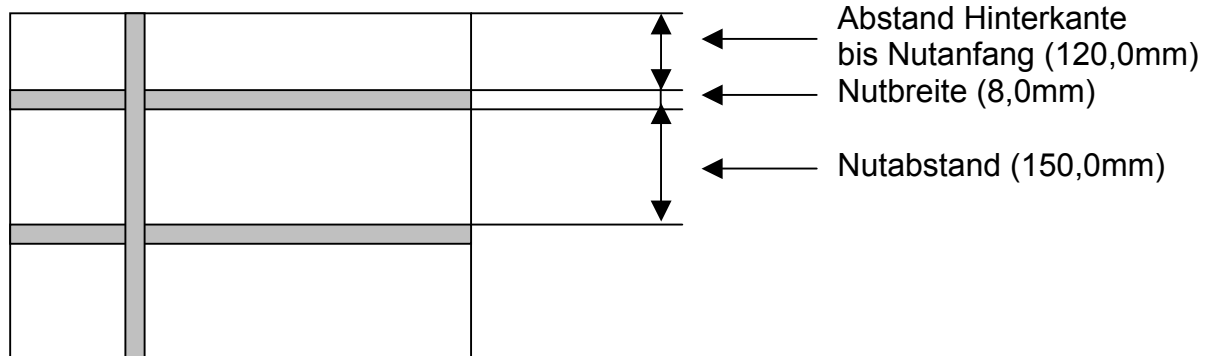 Abstand Hinterkante
bis Nutanfang (120,0mm)
Nutbreite (8,0mm)
Nutabstand (150,0mm)